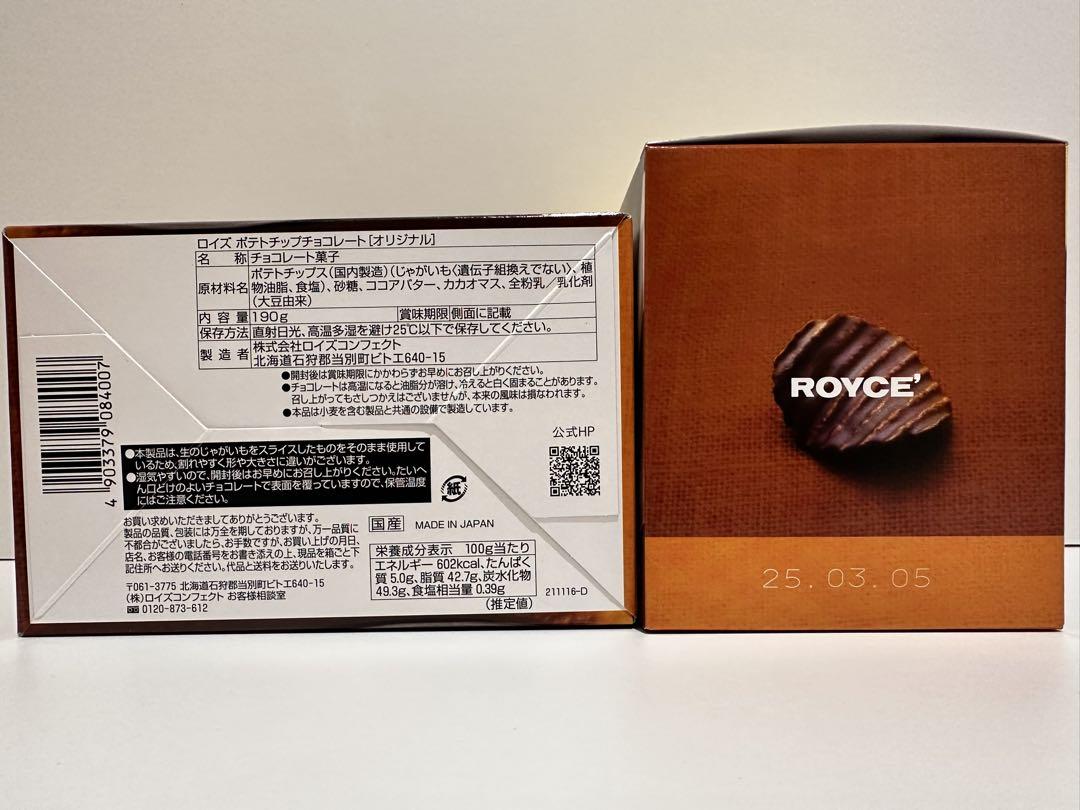 ロイズ ポテトチップチョコレート[オリジナル]
名 称 チョコレート菓子
原材料名 ポテトチップス(国内製造)(じゃがいも〈遺伝子組換えでない〉、植
物油脂、食塩)、砂糖、ココアバター、カカオマス、全粉乳/乳化剤
(大豆由来)
内 容 量 190g 賞味期限 側面に記載
保存方法 直射日光、高温多湿を避け25℃以下で保存してください。
製 造 者 株式会社ロイズコンフェクト
北海道石狩郡当別町ビトエ640-15
●開封後は賞味期限にかかわらずお早めにお召し上がりください。
●チョコレートは高温になると油脂分が溶け、冷えると白く固まることがあります。
召し上がってもさしつかえはございませんが、本来の風味は損なわれます。
●本品は小麦を含む製品と共通の設備で製造しています。
4 903379 084007
●本製品は、生のじゃがいもをスライスしたものをそのまま使用して
いるため、割れやすく形や大きさに違いがございます。
●湿気やすいので、開封後はお早めにお召し上がりください。たいへ
ん口どけのよいチョコレートで表面を覆っていますので、保管温度
にはご注意ください。
紙
公式HP
お買い求めいただきましてありがとうございます。
製品の品質、包装には万全を期しておりますが、万一品質に
不都合がございましたら、お手数ですが、お買い上げの月日、
店名、お客様の電話番号をお書き添えの上、現品を箱ごと下
記住所へお送りください。代品と送料をお送りいたします。
〒061-3775 北海道石狩郡当別町ビトエ640-15
(株)ロイズコンフェクト お客様相談室
0120-873-612
国産 MADE IN JAPAN
栄養成分表示 100g当たり
エネルギー 602kcal、たんぱく
質 5.0g、脂質 42.7g、炭水化物
49.3g、食塩相当量 0.39g
(推定値)
211116-D
ROYCE'
25.03.05